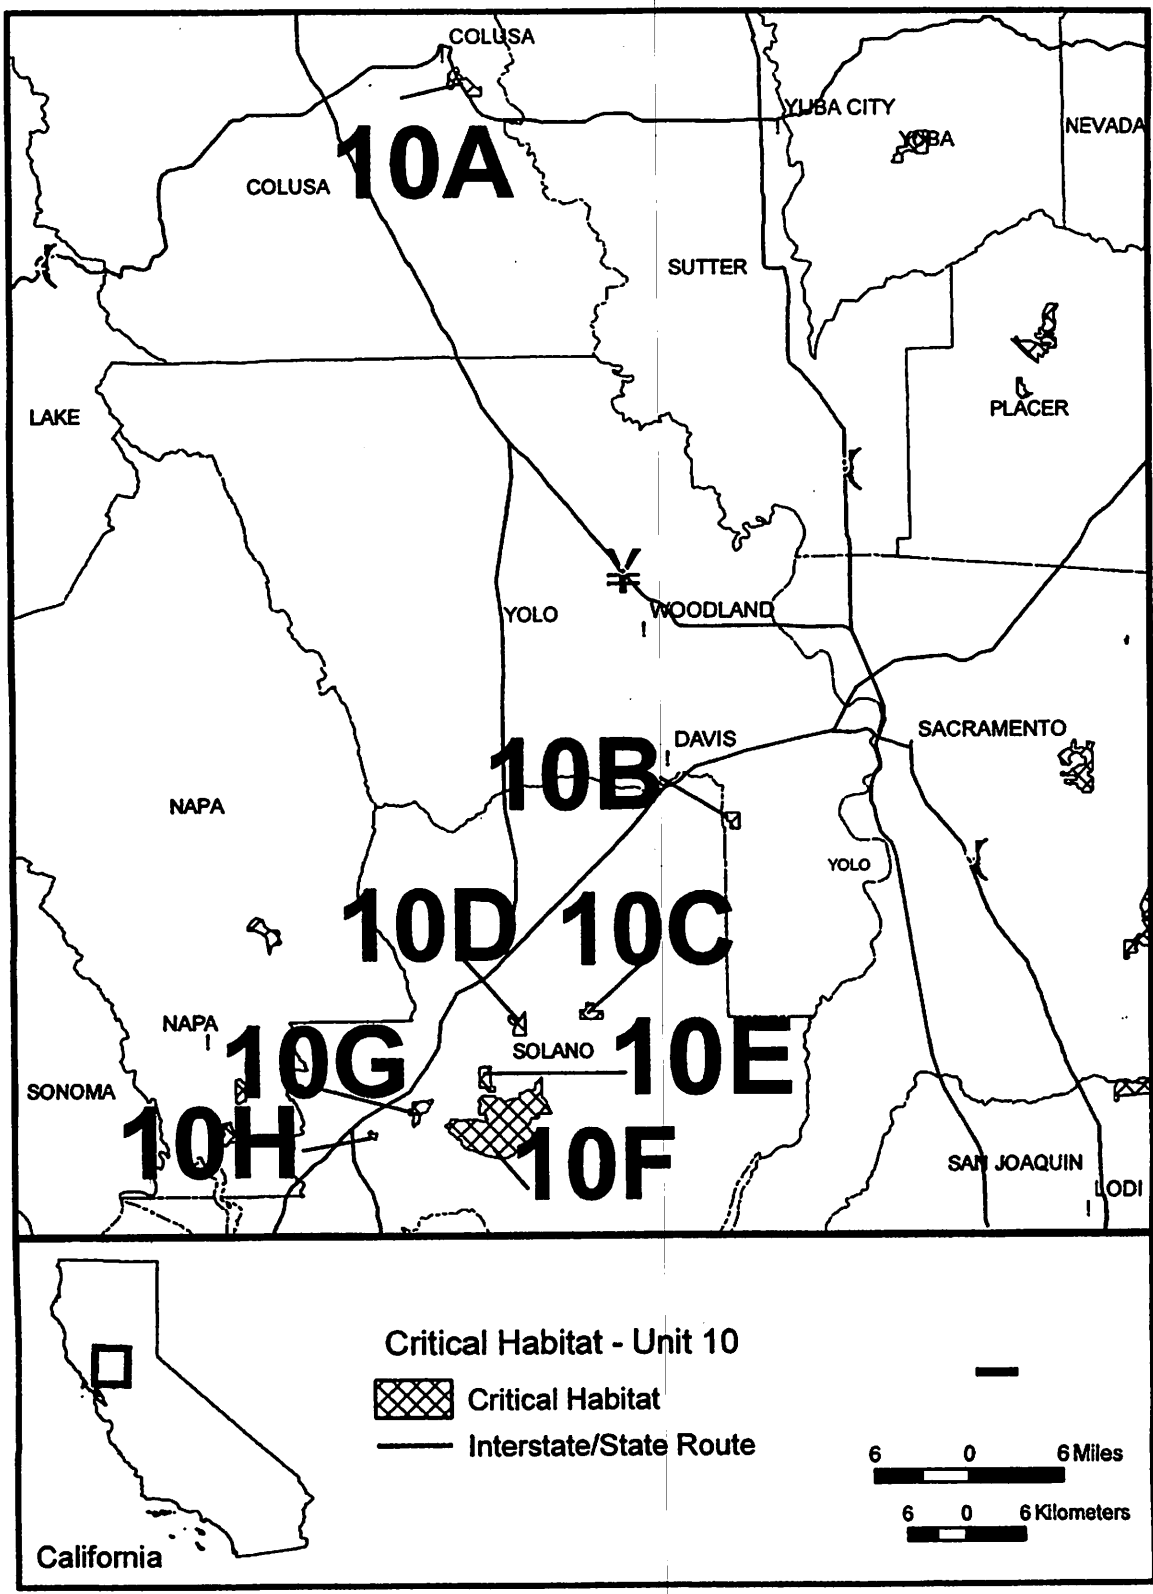 COLUSA
YUBA CITY
YUBA
NEVADA
10A
COLUSA
SUTTER
LAKE
PLACER
YOLO
WOODLAND
SACRAMENTO
DAVIS
10B
NAPA
YOLO
10D
10C
NAPA
10G
SOLANO
10E
SONOMA
10H
10F
SAN JOAQUIN
LODI
Critical Habitat - Unit 10
Critical Habitat
Interstate/State Route
6 0 6 Miles
6 0 6 Kilometers
California